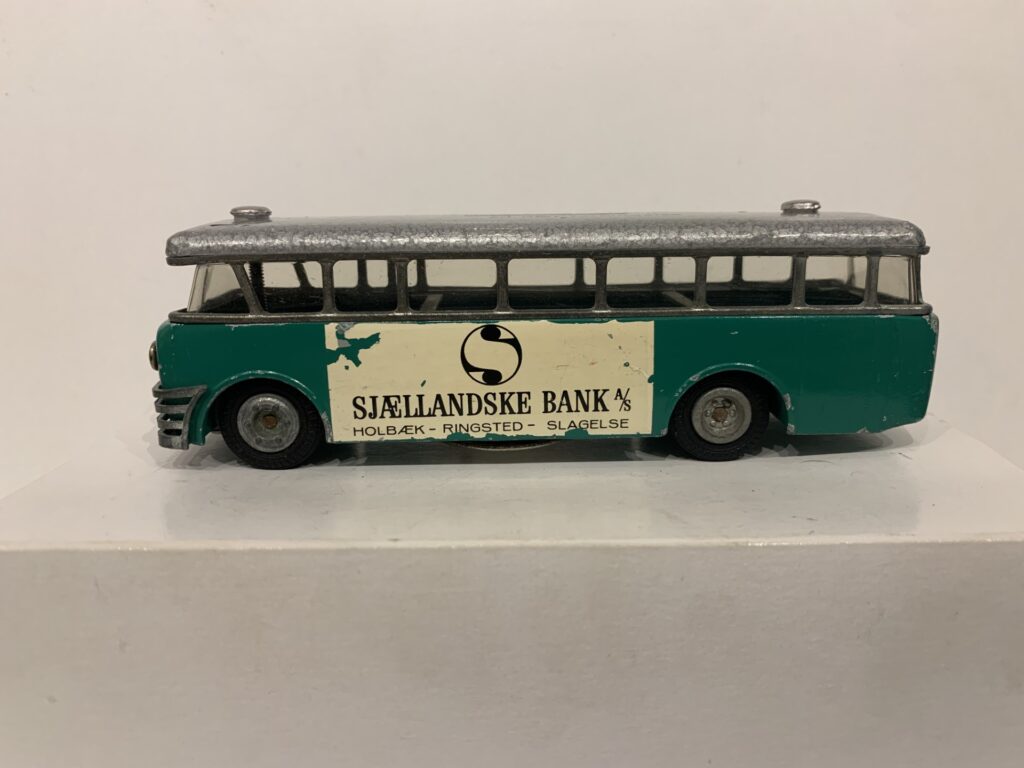 S
SJÆLLANDSKE BANK A/S
HOLBÆK - RINGSTED - SLAGELSE